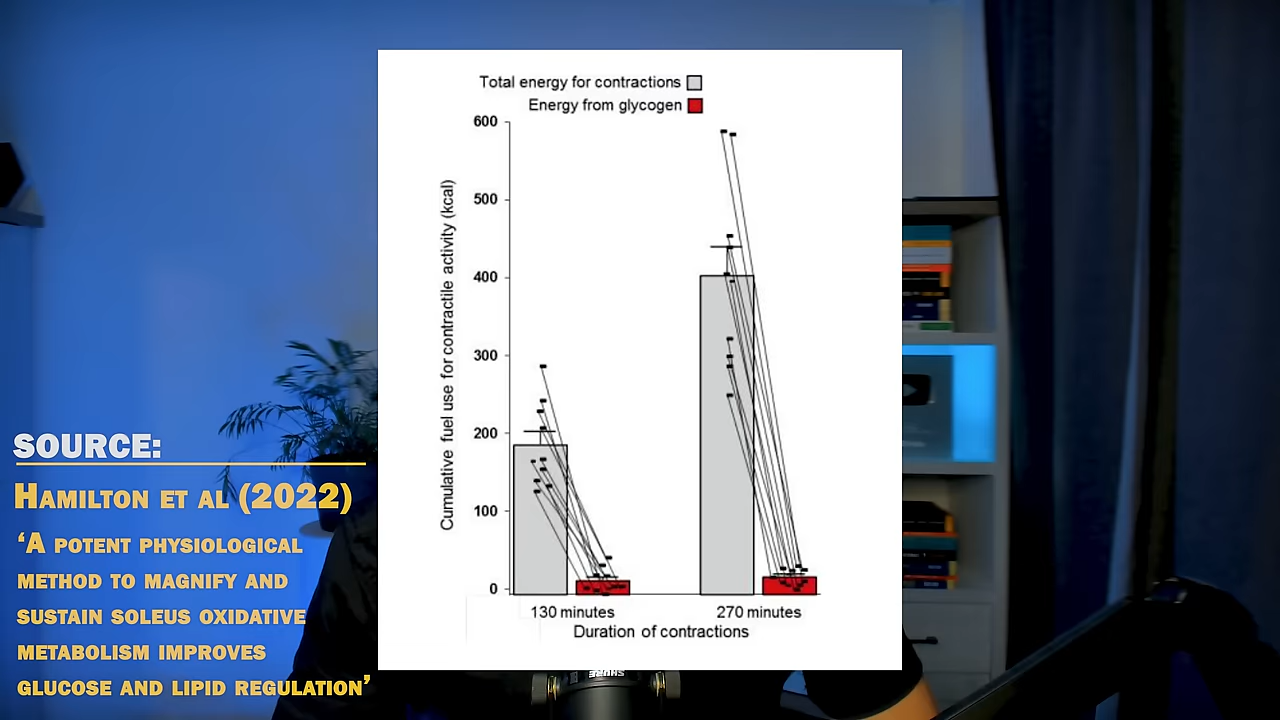 Total energy for contractions
Energy from glycogen
600
500
400
300
200
100
0
Cumulative fuel use for contractile activity (kcal)
130 minutes
270 minutes
Duration of contractions
SOURCE:
HAMILTON ET AL (2022)
‘A POTENT PHYSIOLOGICAL
METHOD TO MAGNIFY AND
SUSTAIN SOLEUS OXIDATIVE
METABOLISM IMPROVES
GLUCOSE AND LIPID REGULATION’
SHURE